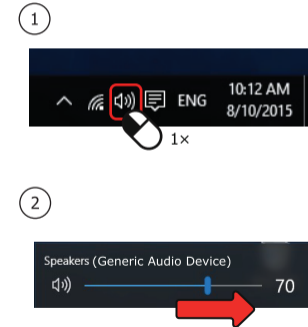 1
ENG
10:12 AM
8/10/2015
1×
2
Speakers (Generic Audio Device)
70